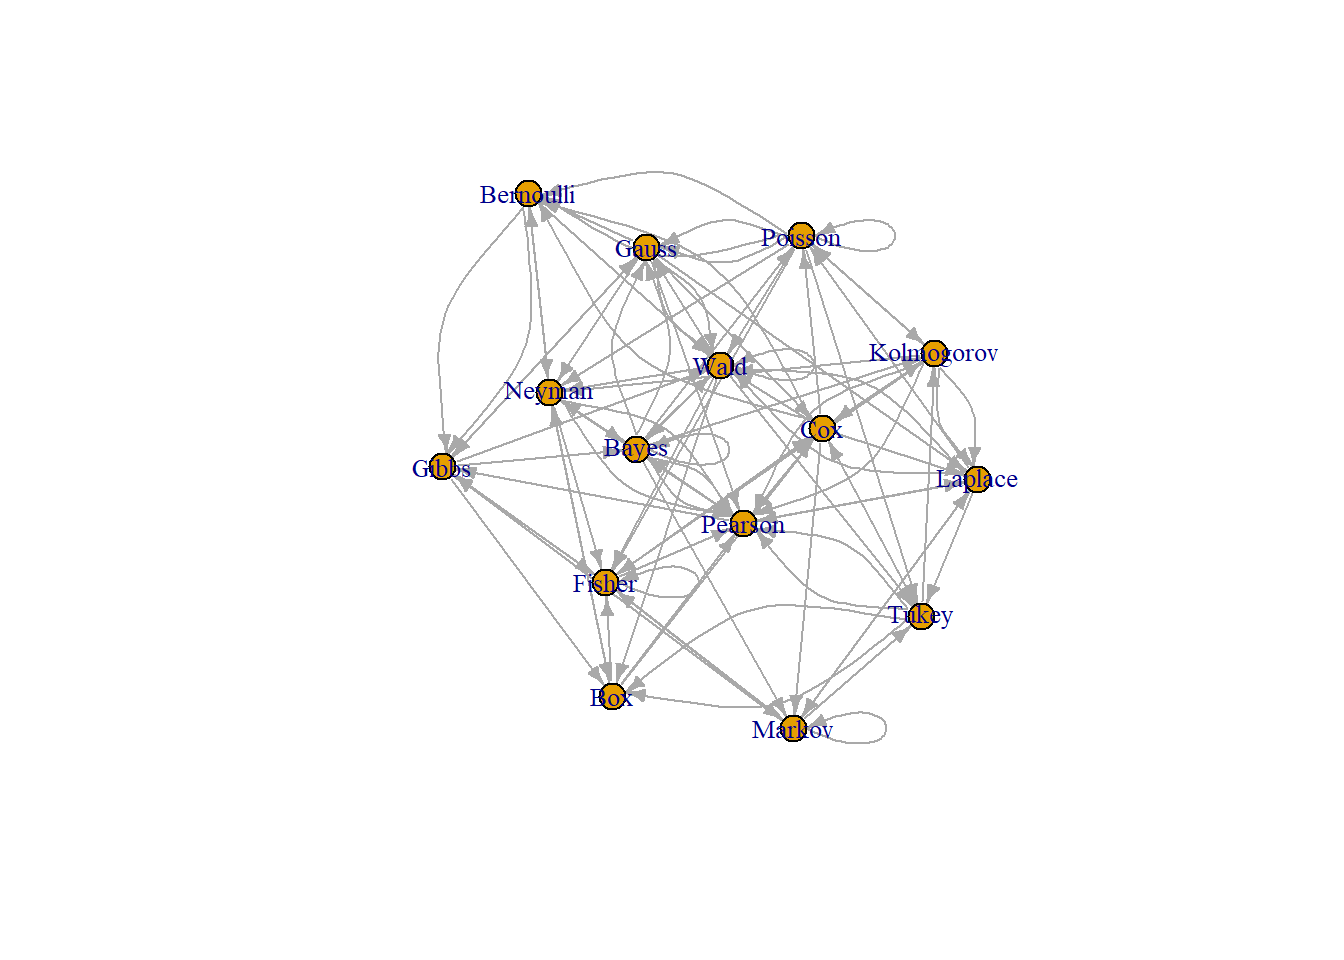 Bernoulli
Gauss
Poisson
Kolmogorov
Wald
Neyman
Cox
Bayes
Gibbs
Laplace
Pearson
Fisher
Tukey
Box
Markov